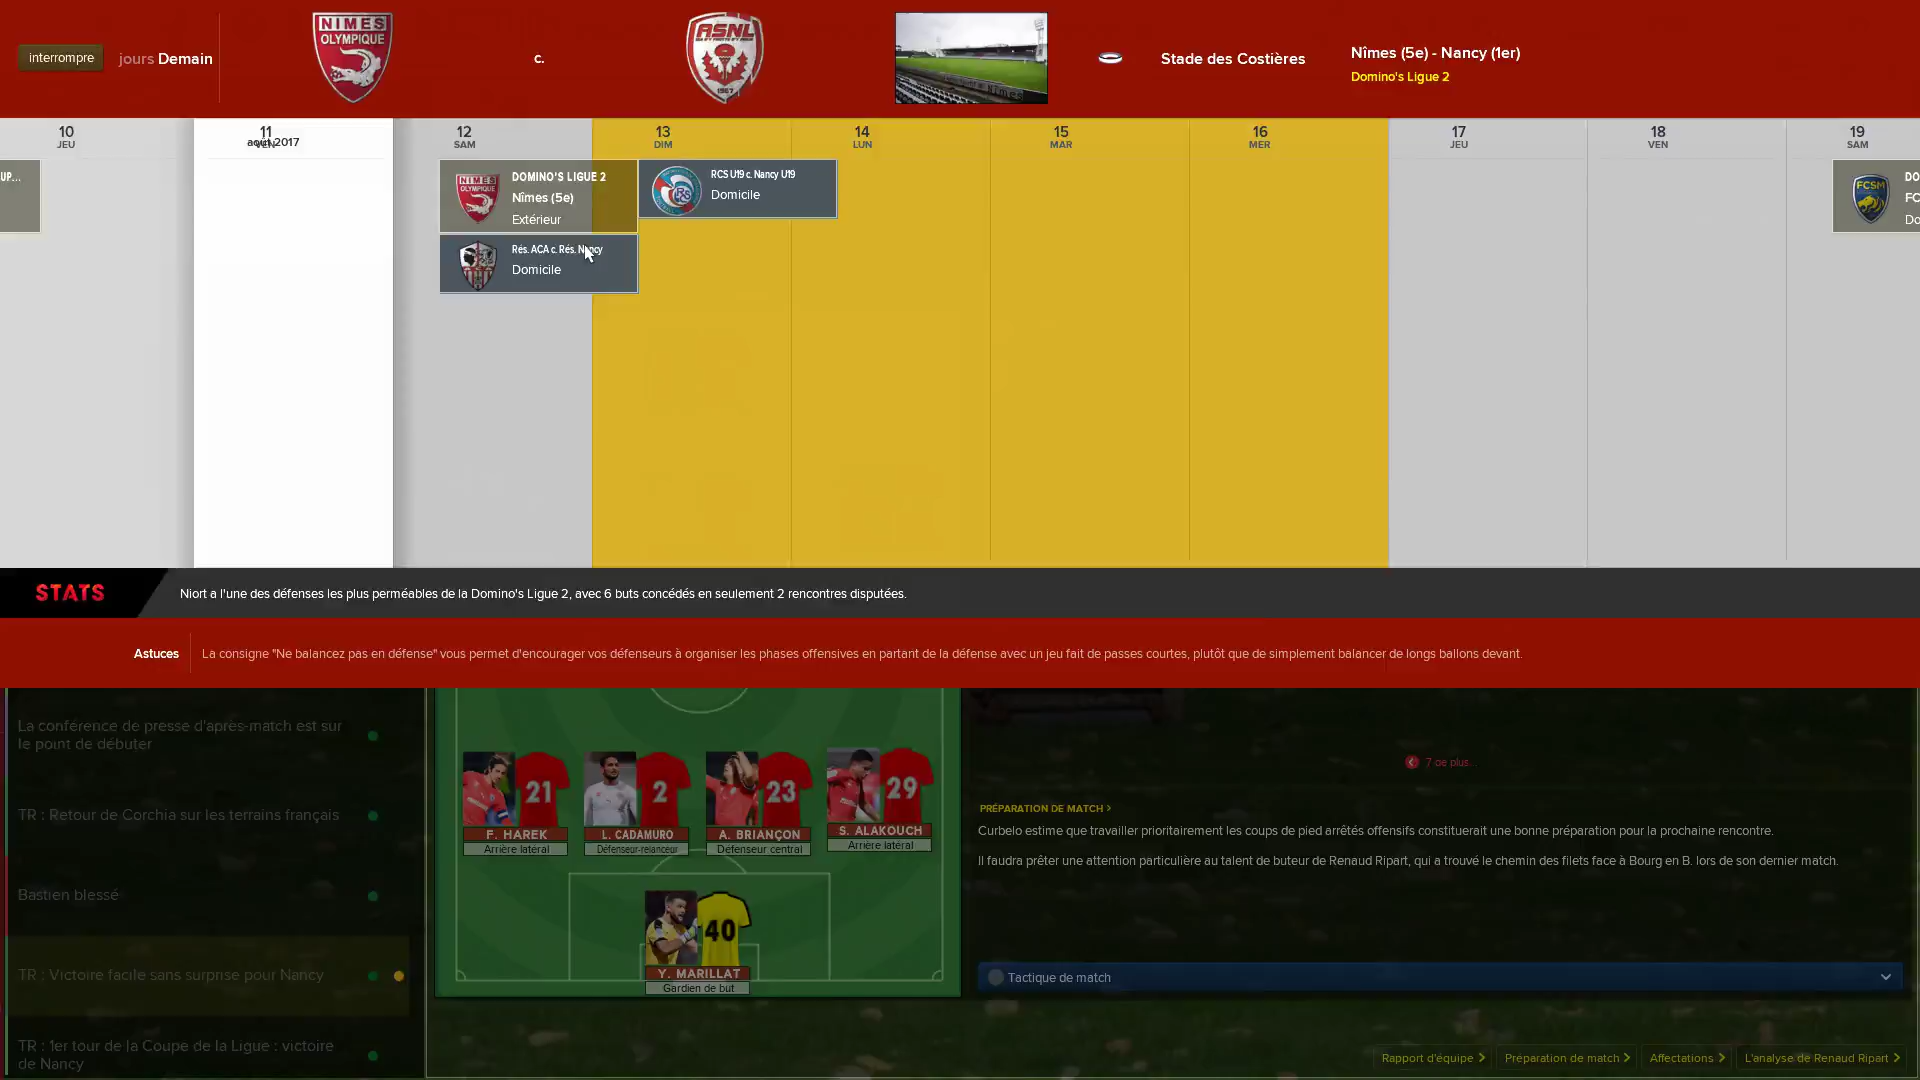 interrompre
jours Demain
NIMES
OLYMPIQUE
c.
ASNL
1967
Stade des Costières
Nîmes (5e) - Nancy (1er)
Domino's Ligue 2
10
JEU
11
VEN
août 2017
12
SAM
13
DIM
14
LUN
15
MAR
16
MER
17
JEU
18
VEN
19
SAM
UP...
NIMES
OLYMPIQUE
DOMINO'S LIGUE 2
Nîmes (5e)
Extérieur
RCS U19 c. Nancy U19
Domicile
Rés. ACA c. Rés. Nancy
Domicile
FCSM
DO
FC
Do
STATS
Niort a l'une des défenses les plus perméables de la Domino's Ligue 2, avec 6 buts concédés en seulement 2 rencontres disputées.
Astuces
La consigne "Ne balancez pas en défense" vous permet d'encourager vos défenseurs à organiser les phases offensives en partant de la défense avec un jeu fait de passes courtes, plutôt que de simplement balancer de longs ballons devant.
La conférence de presse d'après-match est sur
le point de débuter
TR : Retour de Corchia sur les terrains français
Bastien blessé
TR : Victoire facile sans surprise pour Nancy
TR : 1er tour de la Coupe de la Ligue : victoire
de Nancy
21
F. HAREK
Arrière latéral
2
L. CADAMURO
Défenseur-relanceur
23
A. BRIANÇON
Défenseur central
29
S. ALAKOUCH
Arrière latéral
40
Y. MARILLAT
Gardien de but
7 de plus...
PRÉPARATION DE MATCH >
Curbelo estime que travailler prioritairement les coups de pied arrêtés offensifs constituerait une bonne préparation pour la prochaine rencontre.
Il faudra prêter une attention particulière au talent de buteur de Renaud Ripart, qui a trouvé le chemin des filets face à Bourg en B. lors de son dernier match.
Tactique de match
Rapport d'équipe >
Préparation de match >
Affectations >
L'analyse de Renaud Ripart >